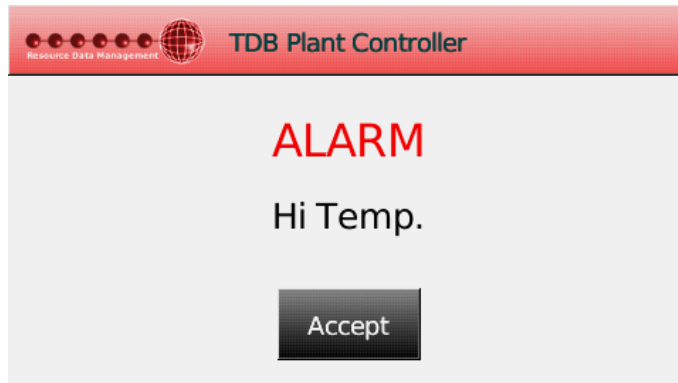 Resource Data Management
TDB Plant Controller
ALARM
Hi Temp.
Accept